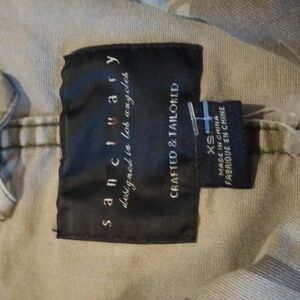 sanctuary
designed in los angeles
CRAFTED & TAILORED
XS
MADE IN CHINA
FABRIQUÉ EN CHINE